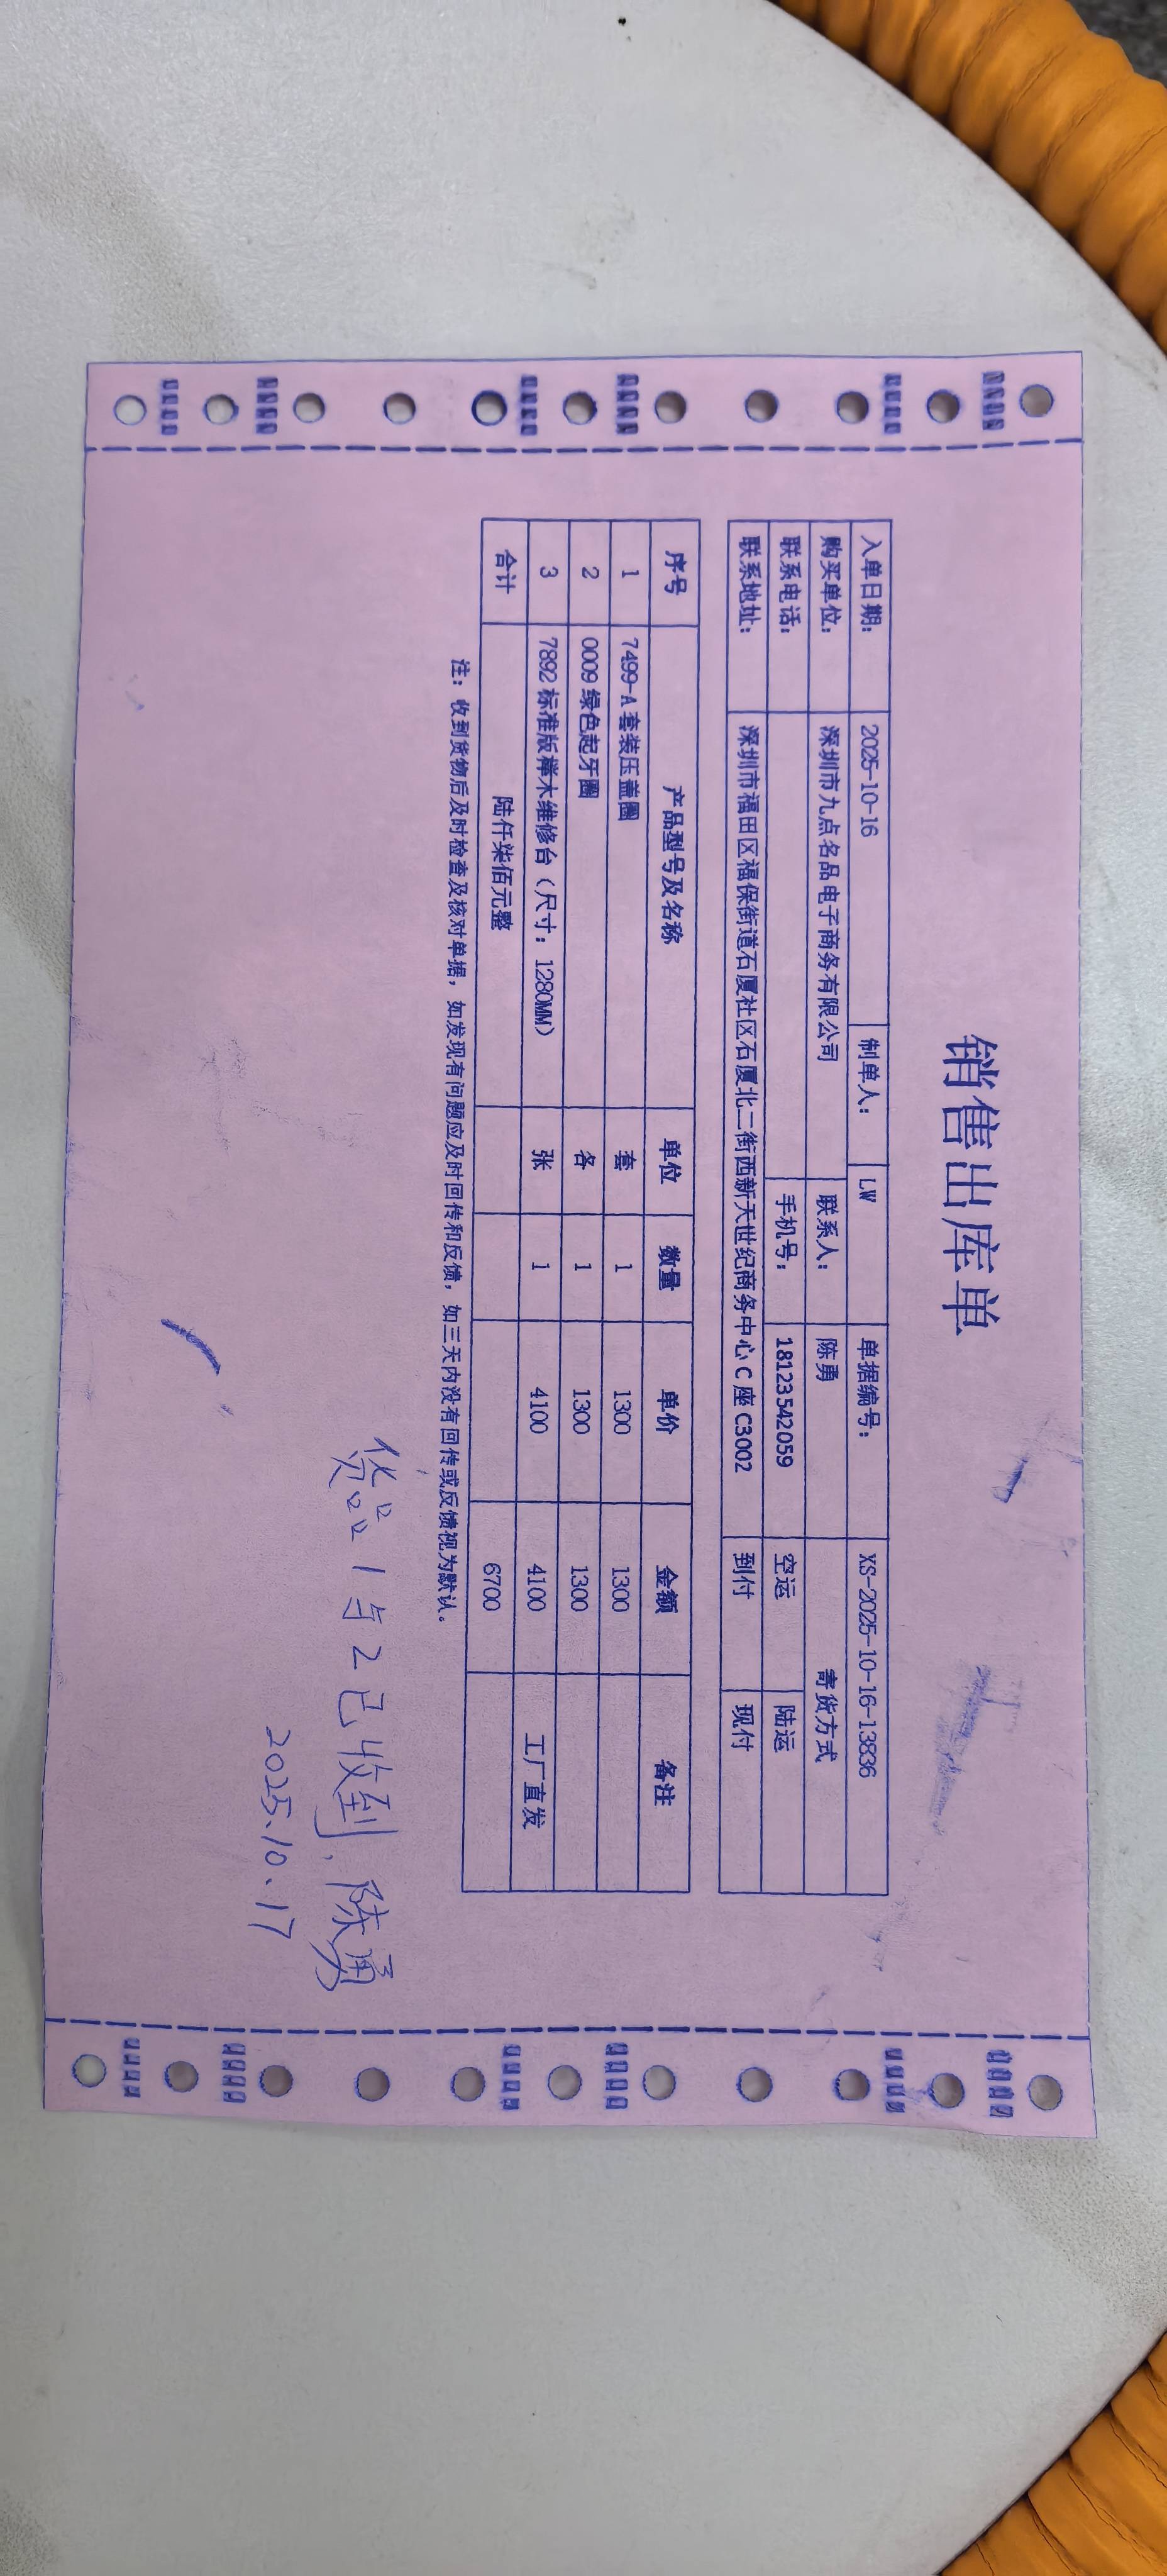 销售出库单
入单日期： 2025-10-16 制单人： LW 单据编号： XS-2025-10-16-13836
购买单位： 深圳市九点名品电子商务有限公司 联系人： 陈勇 寄货方式
联系电话： 手机号： 18123542059 空运 陆运
联系地址： 深圳市福田区福保街道石厦社区石厦北二街西新天世纪商务中心C座C3002 到付 现付
序号 产品型号及名称 单位 数量 单价 金额 备注
1 7499-A套装压盖圈 套 1 1300 1300
2 0009绿色起牙圈 各 1 1300 1300
3 7892标准版榉木维修台（尺寸：1280MM） 张 1 4100 4100 工厂直发
合计 陆仟柒佰元整 6700
注：收到货物后及时检查及核对单据，如发现有问题应及时回传和反馈，如三天内没有回传或反馈视为默认。
货品1与2已收到，陈勇
2025.10.17